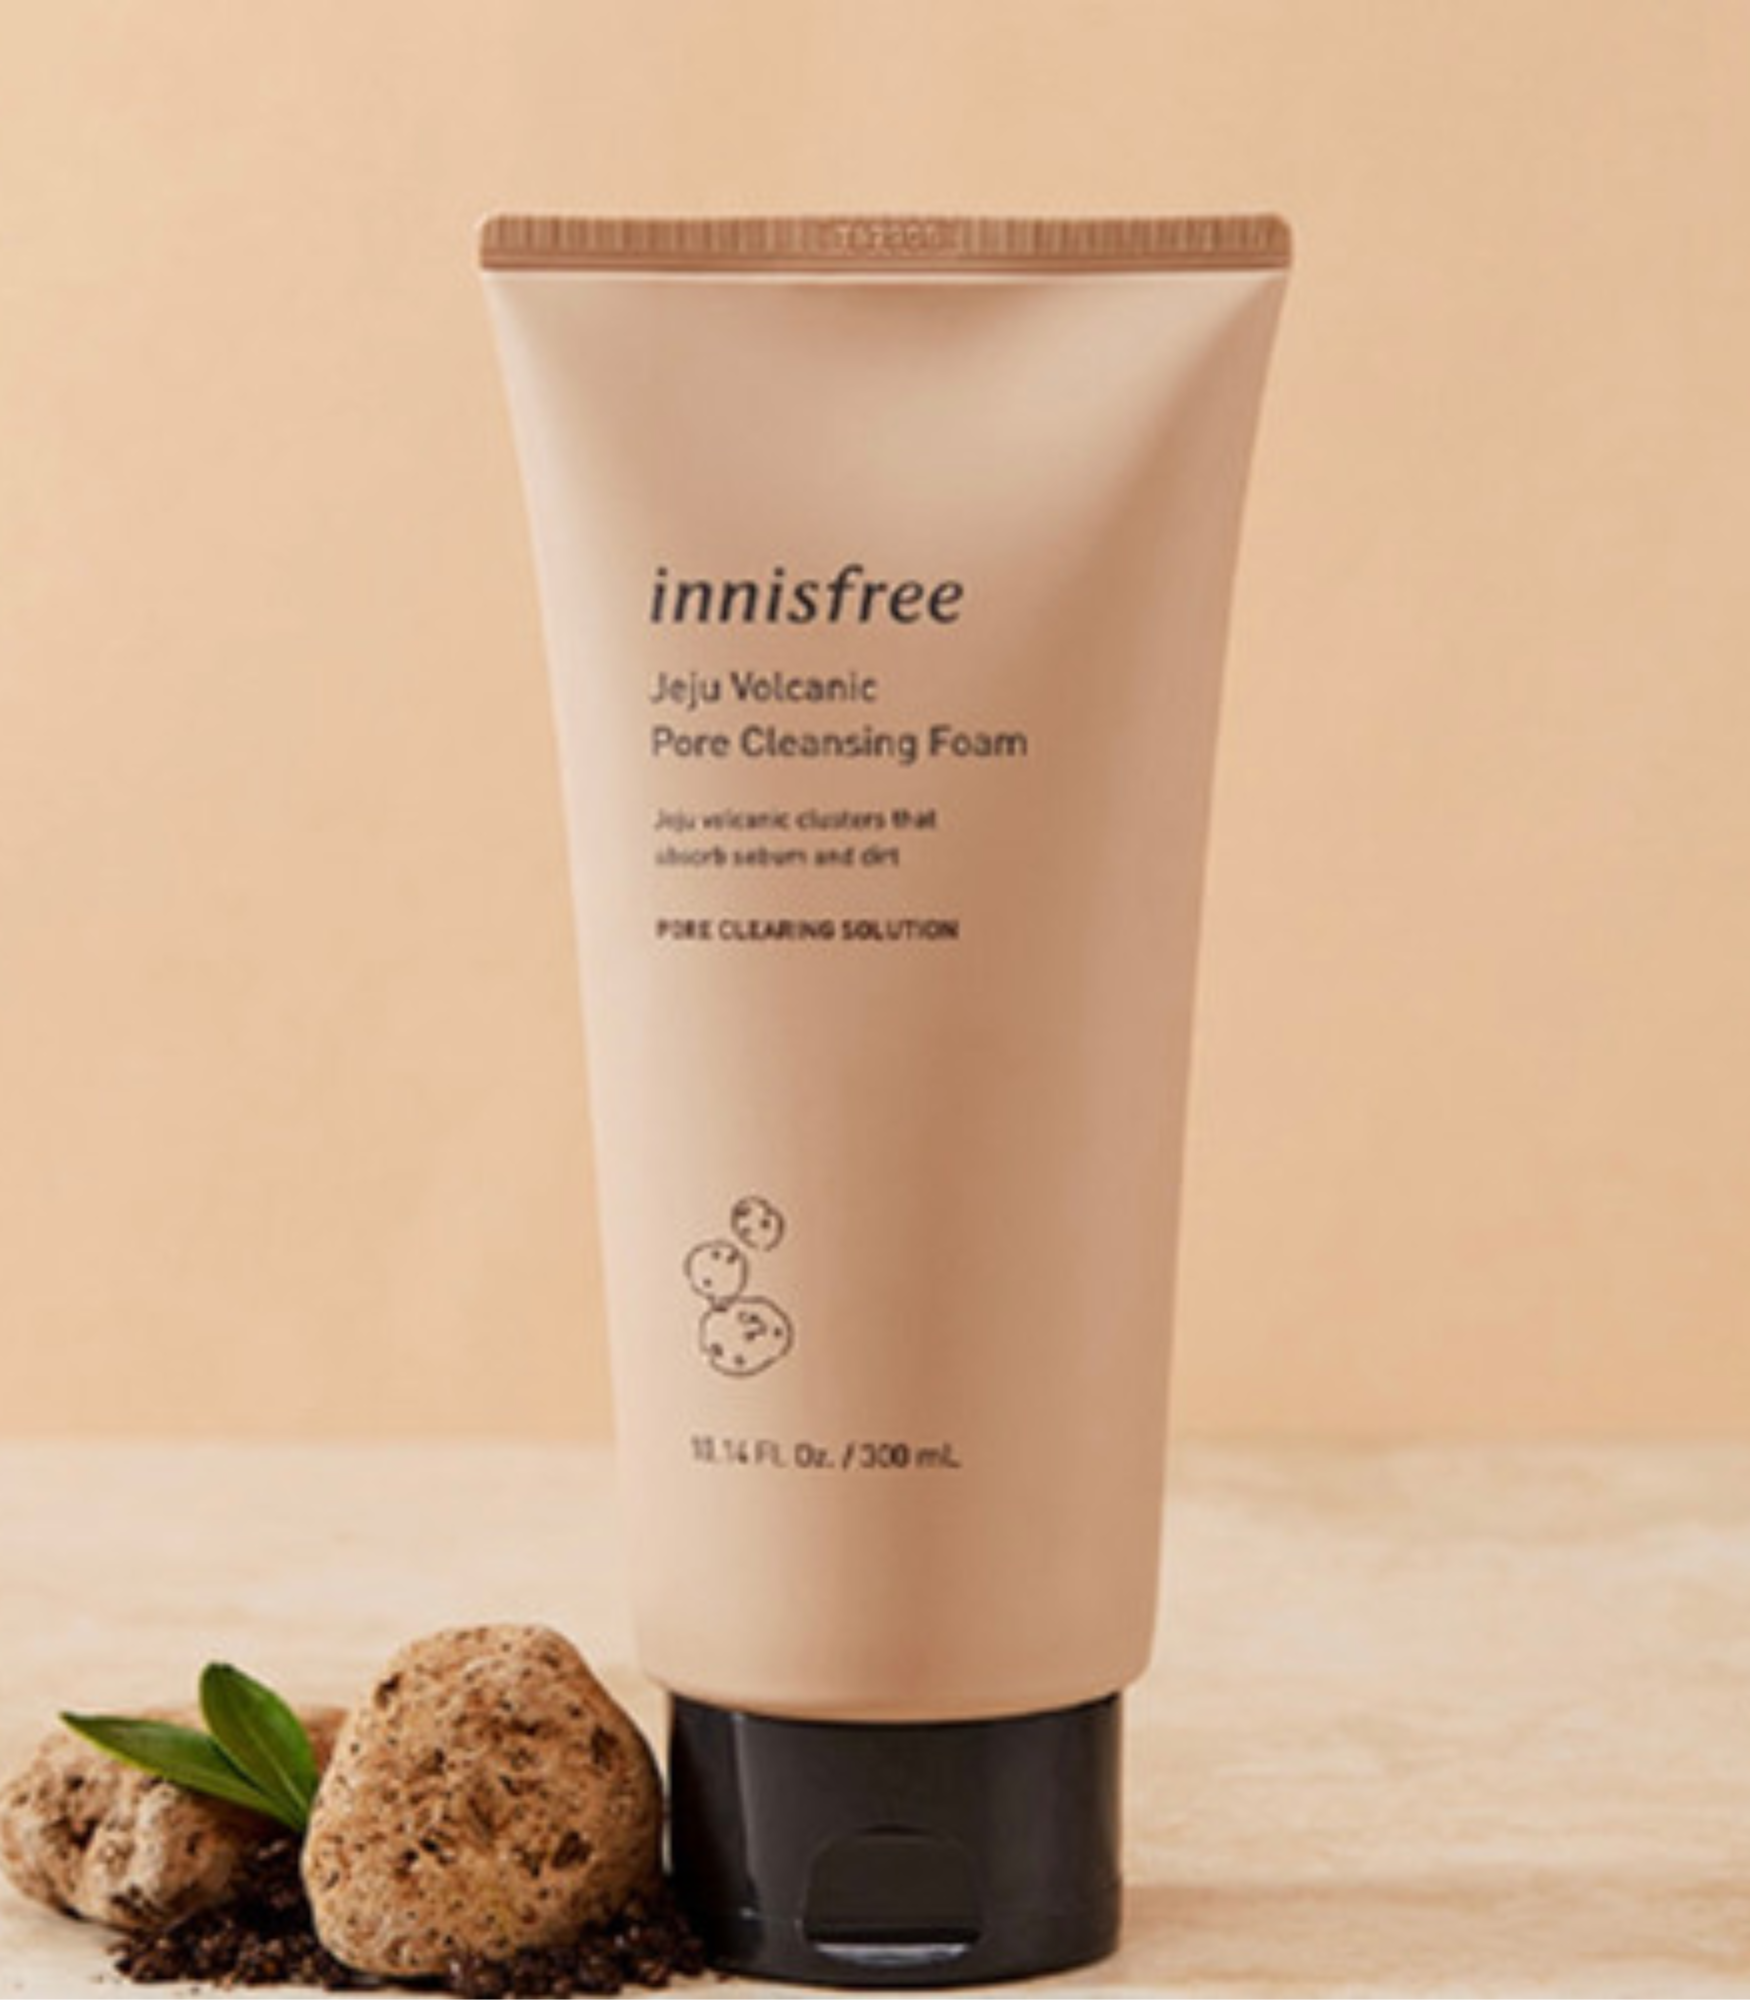 innisfree
Jeju Volcanic
Pore Cleansing Foam
Jeju volcanic clusters that
absorb sebum and dirt
PORE CLEARING SOLUTION
10.14 FL. Oz. / 300 mL